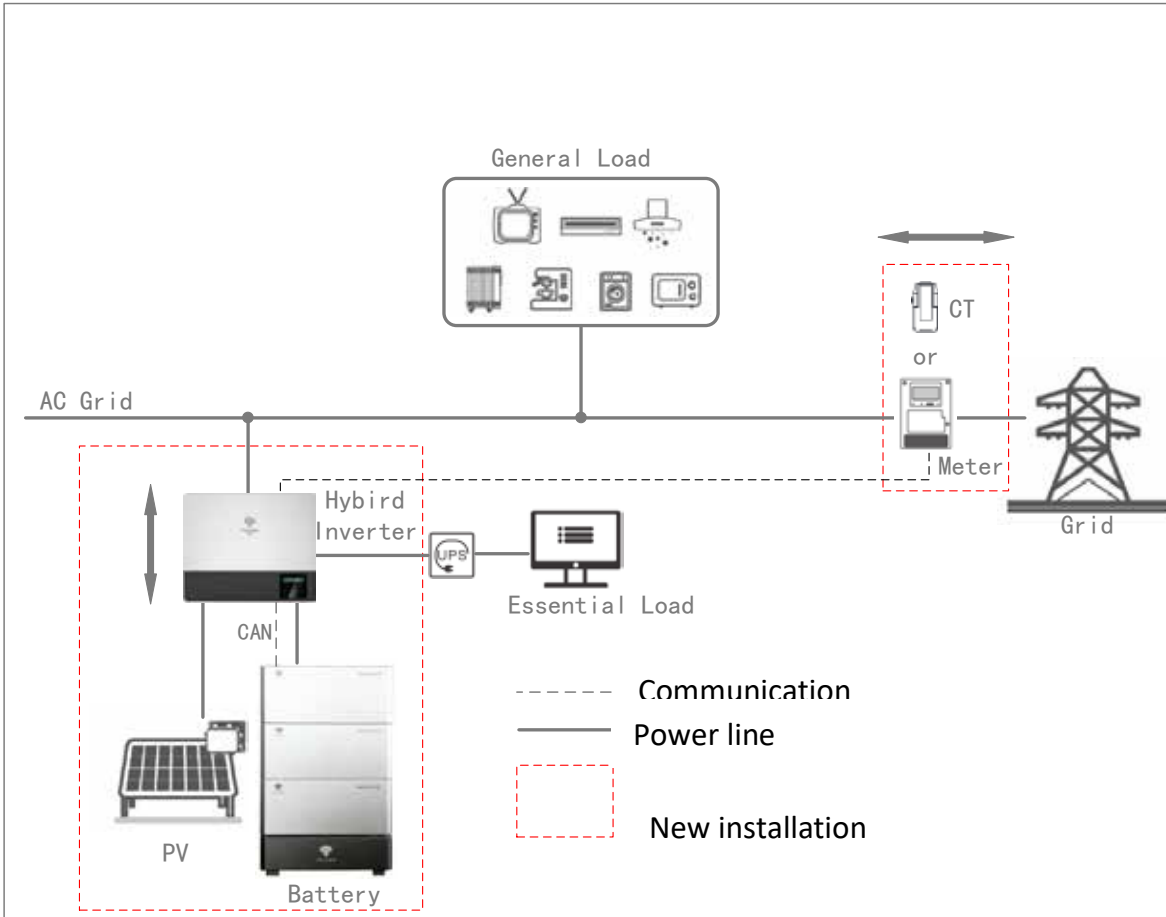 General Load
CT
or
AC Grid
Meter
Hybird
Inverter
UPS
Grid
Essential Load
CAN
Communication
Power line
New installation
PV
Battery